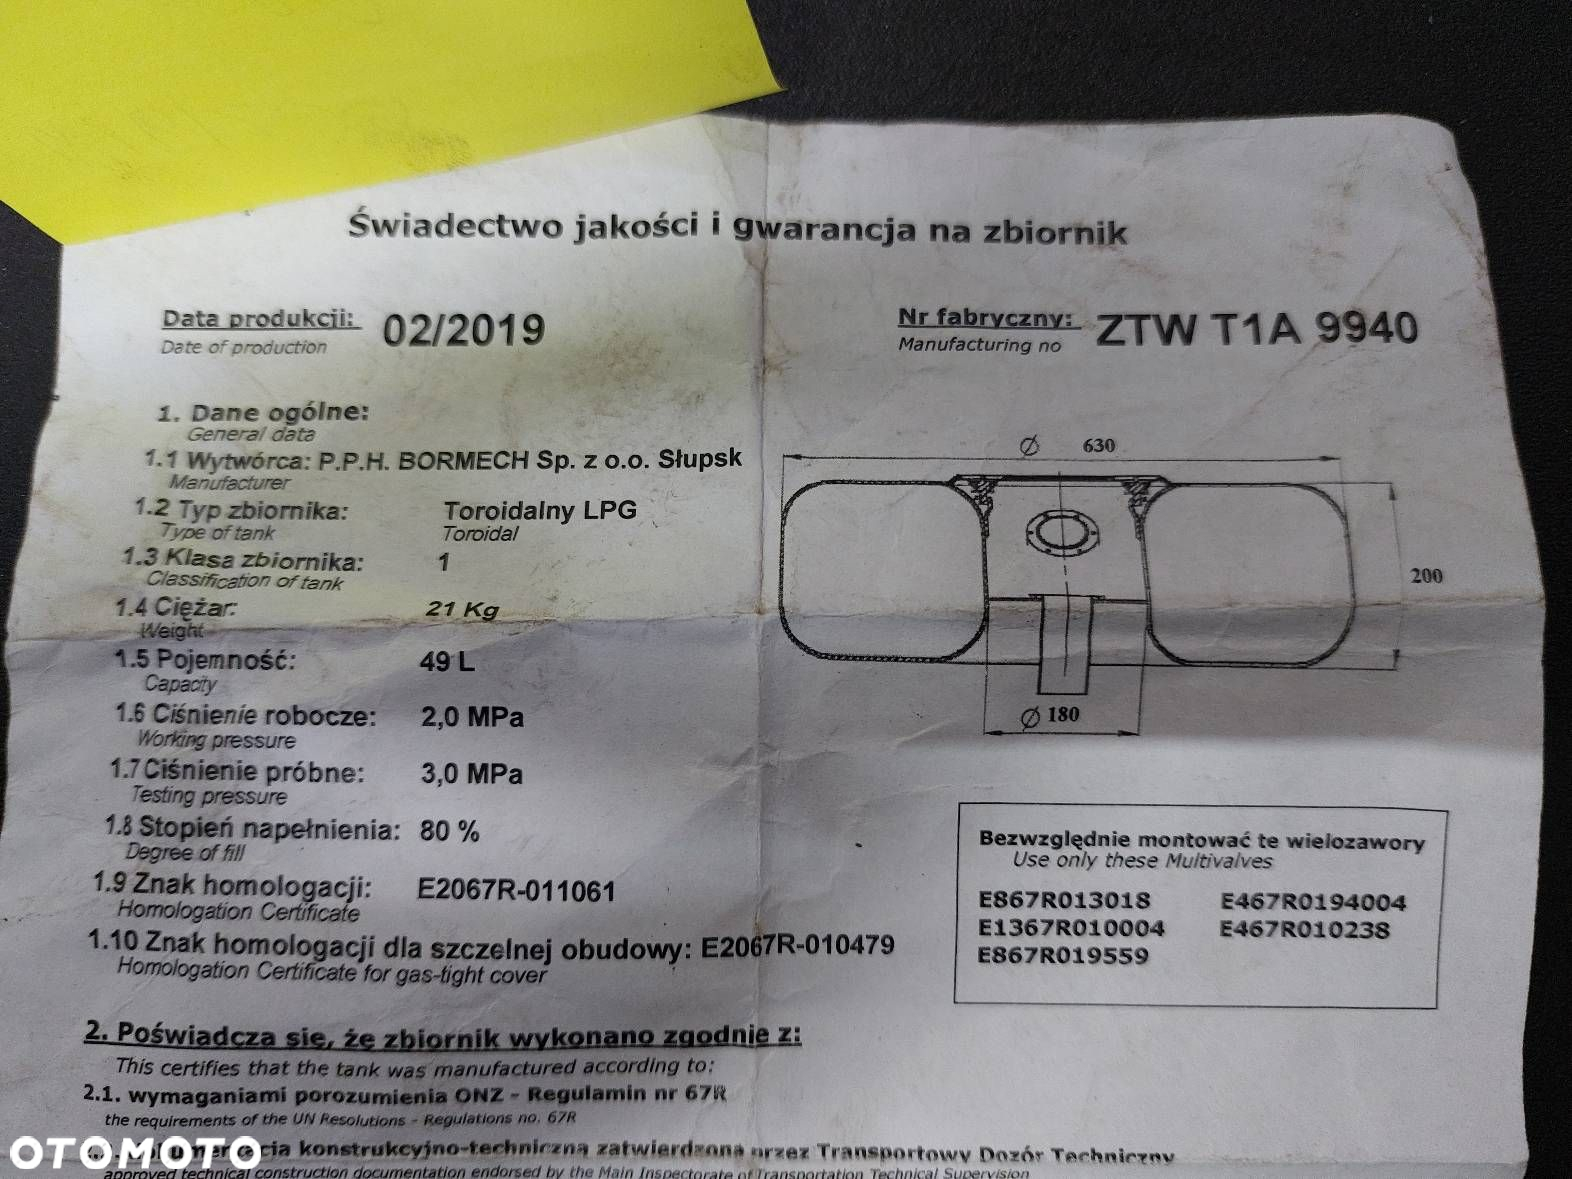 Świadectwo jakości i gwarancja na zbiornik
Data produkcji: 02/2019
Date of production
Nr fabryczny: ZTW T1A 9940
Manufacturing no
1. Dane ogólne:
General data
1.1 Wytwórca: P.P.H. BORMECH Sp. z o.o. Słupsk
Manufacturer
1.2 Typ zbiornika: Toroidalny LPG
Type of tank Toroidal
1.3 Klasa zbiornika: 1
Classification of tank
1.4 Ciężar: 21 Kg
Weight
1.5 Pojemność: 49 L
Capacity
1.6 Ciśnienie robocze: 2,0 MPa
Working pressure
1.7 Ciśnienie próbne: 3,0 MPa
Testing pressure
1.8 Stopień napełnienia: 80 %
Degree of fill
1.9 Znak homologacji: E2067R-011061
Homologation Certificate
1.10 Znak homologacji dla szczelnej obudowy: E2067R-010479
Homologation Certificate for gas-tight cover
∅ 630
200
∅ 180
Bezwzględnie montować te wielozawory
Use only these Multivalves
E867R013018 E467R0194004
E1367R010004 E467R010238
E867R019559
2. Poświadcza się, że zbiornik wykonano zgodnie z:
This certifies that the tank was manufactured according to:
2.1. wymaganiami porozumienia ONZ - Regulamin nr 67R
the requirements of the UN Resolutions - Regulations no. 67R
konstrukcyjno-techniczną zatwierdzoną przez Transportowy Dozór Techniczny
approved technical construction documentation endorsed by the Main Inspectorate of Transportation Technical Supervision
OTOMOTO